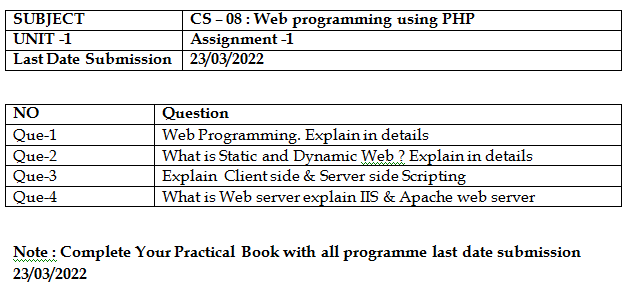 SUBJECT CS – 08 : Web programming using PHP
UNIT -1 Assignment -1
Last Date Submission 23/03/2022
NO Question
Que-1 Web Programming. Explain in details
Que-2 What is Static and Dynamic Web ? Explain in details
Que-3 Explain Client side & Server side Scripting
Que-4 What is Web server explain IIS & Apache web server
Note : Complete Your Practical Book with all programme last date submission
23/03/2022